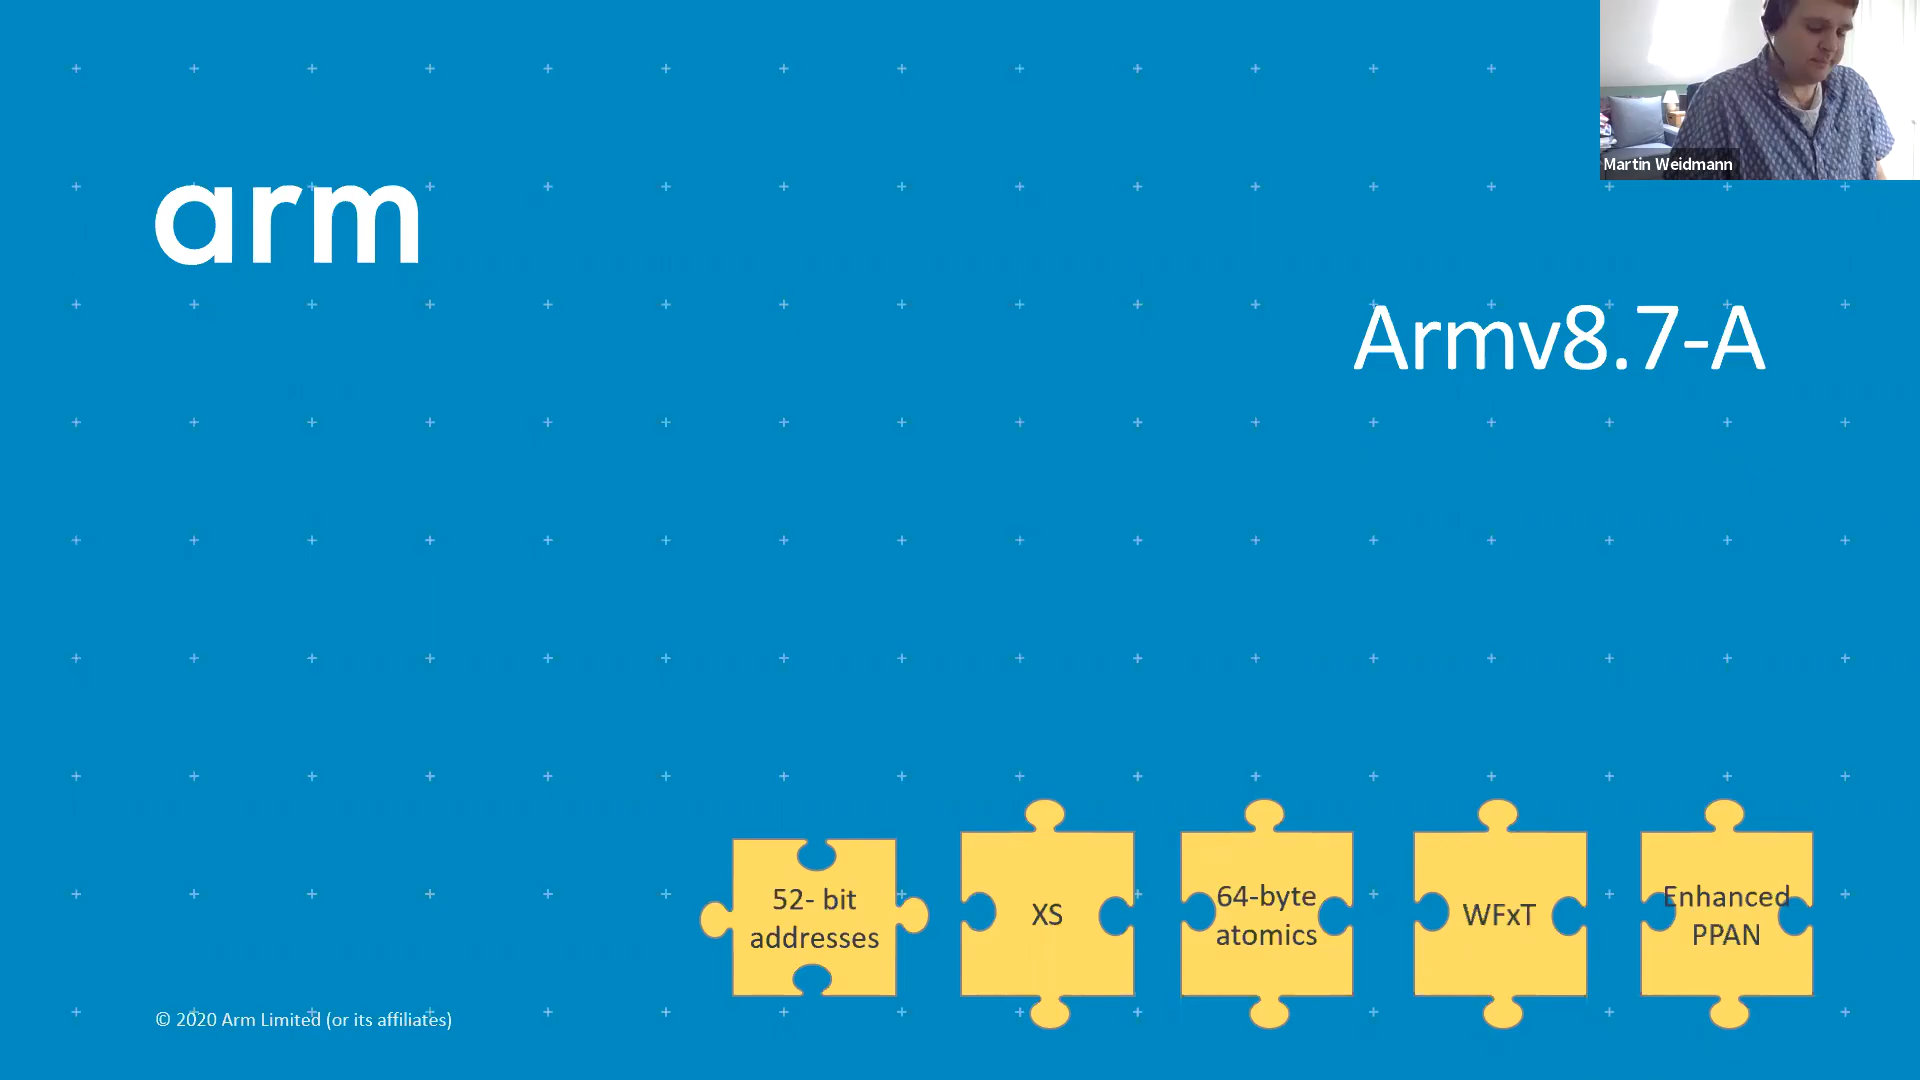 Martin Weidmann
arm
Armv8.7-A
52- bit
addresses
XS
64-byte
atomics
WFxT
Enhanced
PPAN
© 2020 Arm Limited (or its affiliates)